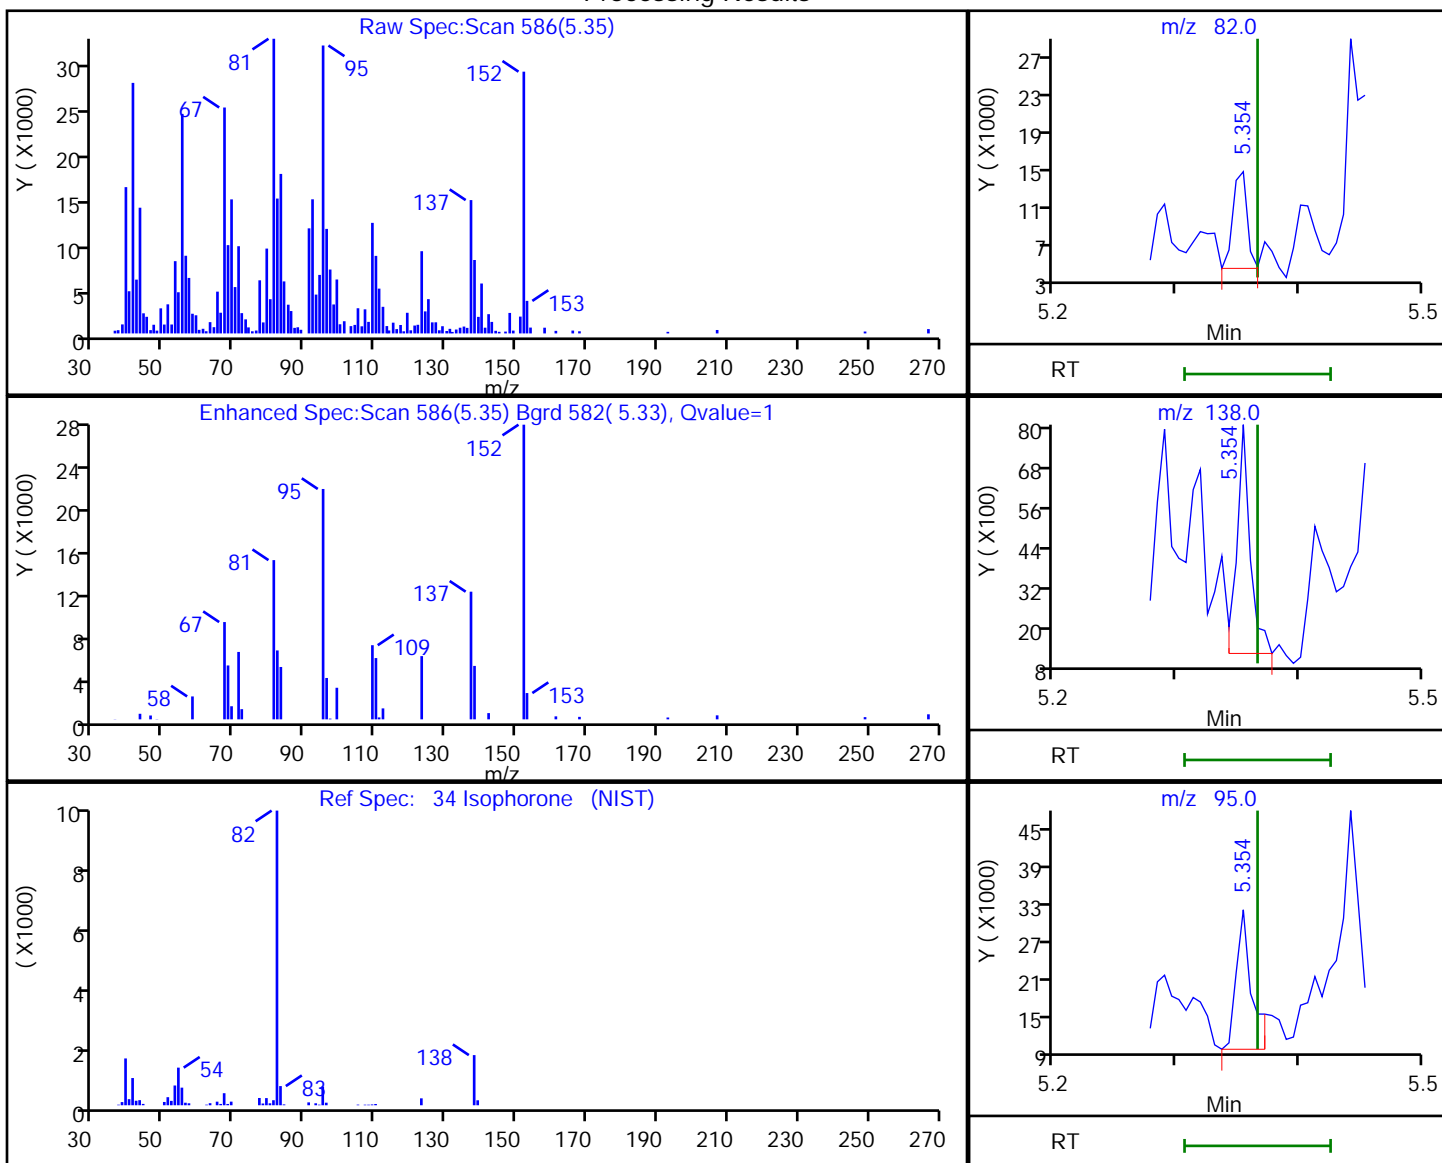 Processing Results
Raw Spec:Scan 586(5.35)
Y ( X1000)
30
25
20
15
10
5
0
67
81
95
137
152
153
30 50 70 90 110 130 150 170 190 210 230 250 270
m/z
m/z 82.0
Y ( X1000)
27
23
19
15
11
7
3
5.354
5.2 5.5
Min
RT
Enhanced Spec:Scan 586(5.35) Bgrd 582( 5.33), Qvalue=1
Y ( X1000)
28
24
20
16
12
8
4
0
58
67
81
95
109
137
152
153
30 50 70 90 110 130 150 170 190 210 230 250 270
m/z
m/z 138.0
Y ( X100)
80
68
56
44
32
20
8
5.354
5.2 5.5
Min
RT
Ref Spec: 34 Isophorone (NIST)
( X1000)
10
8
6
4
2
0
54
82
83
138
30 50 70 90 110 130 150 170 190 210 230 250 270
m/z 95.0
Y ( X1000)
45
39
33
27
21
15
9
5.354
5.2 5.5
Min
RT